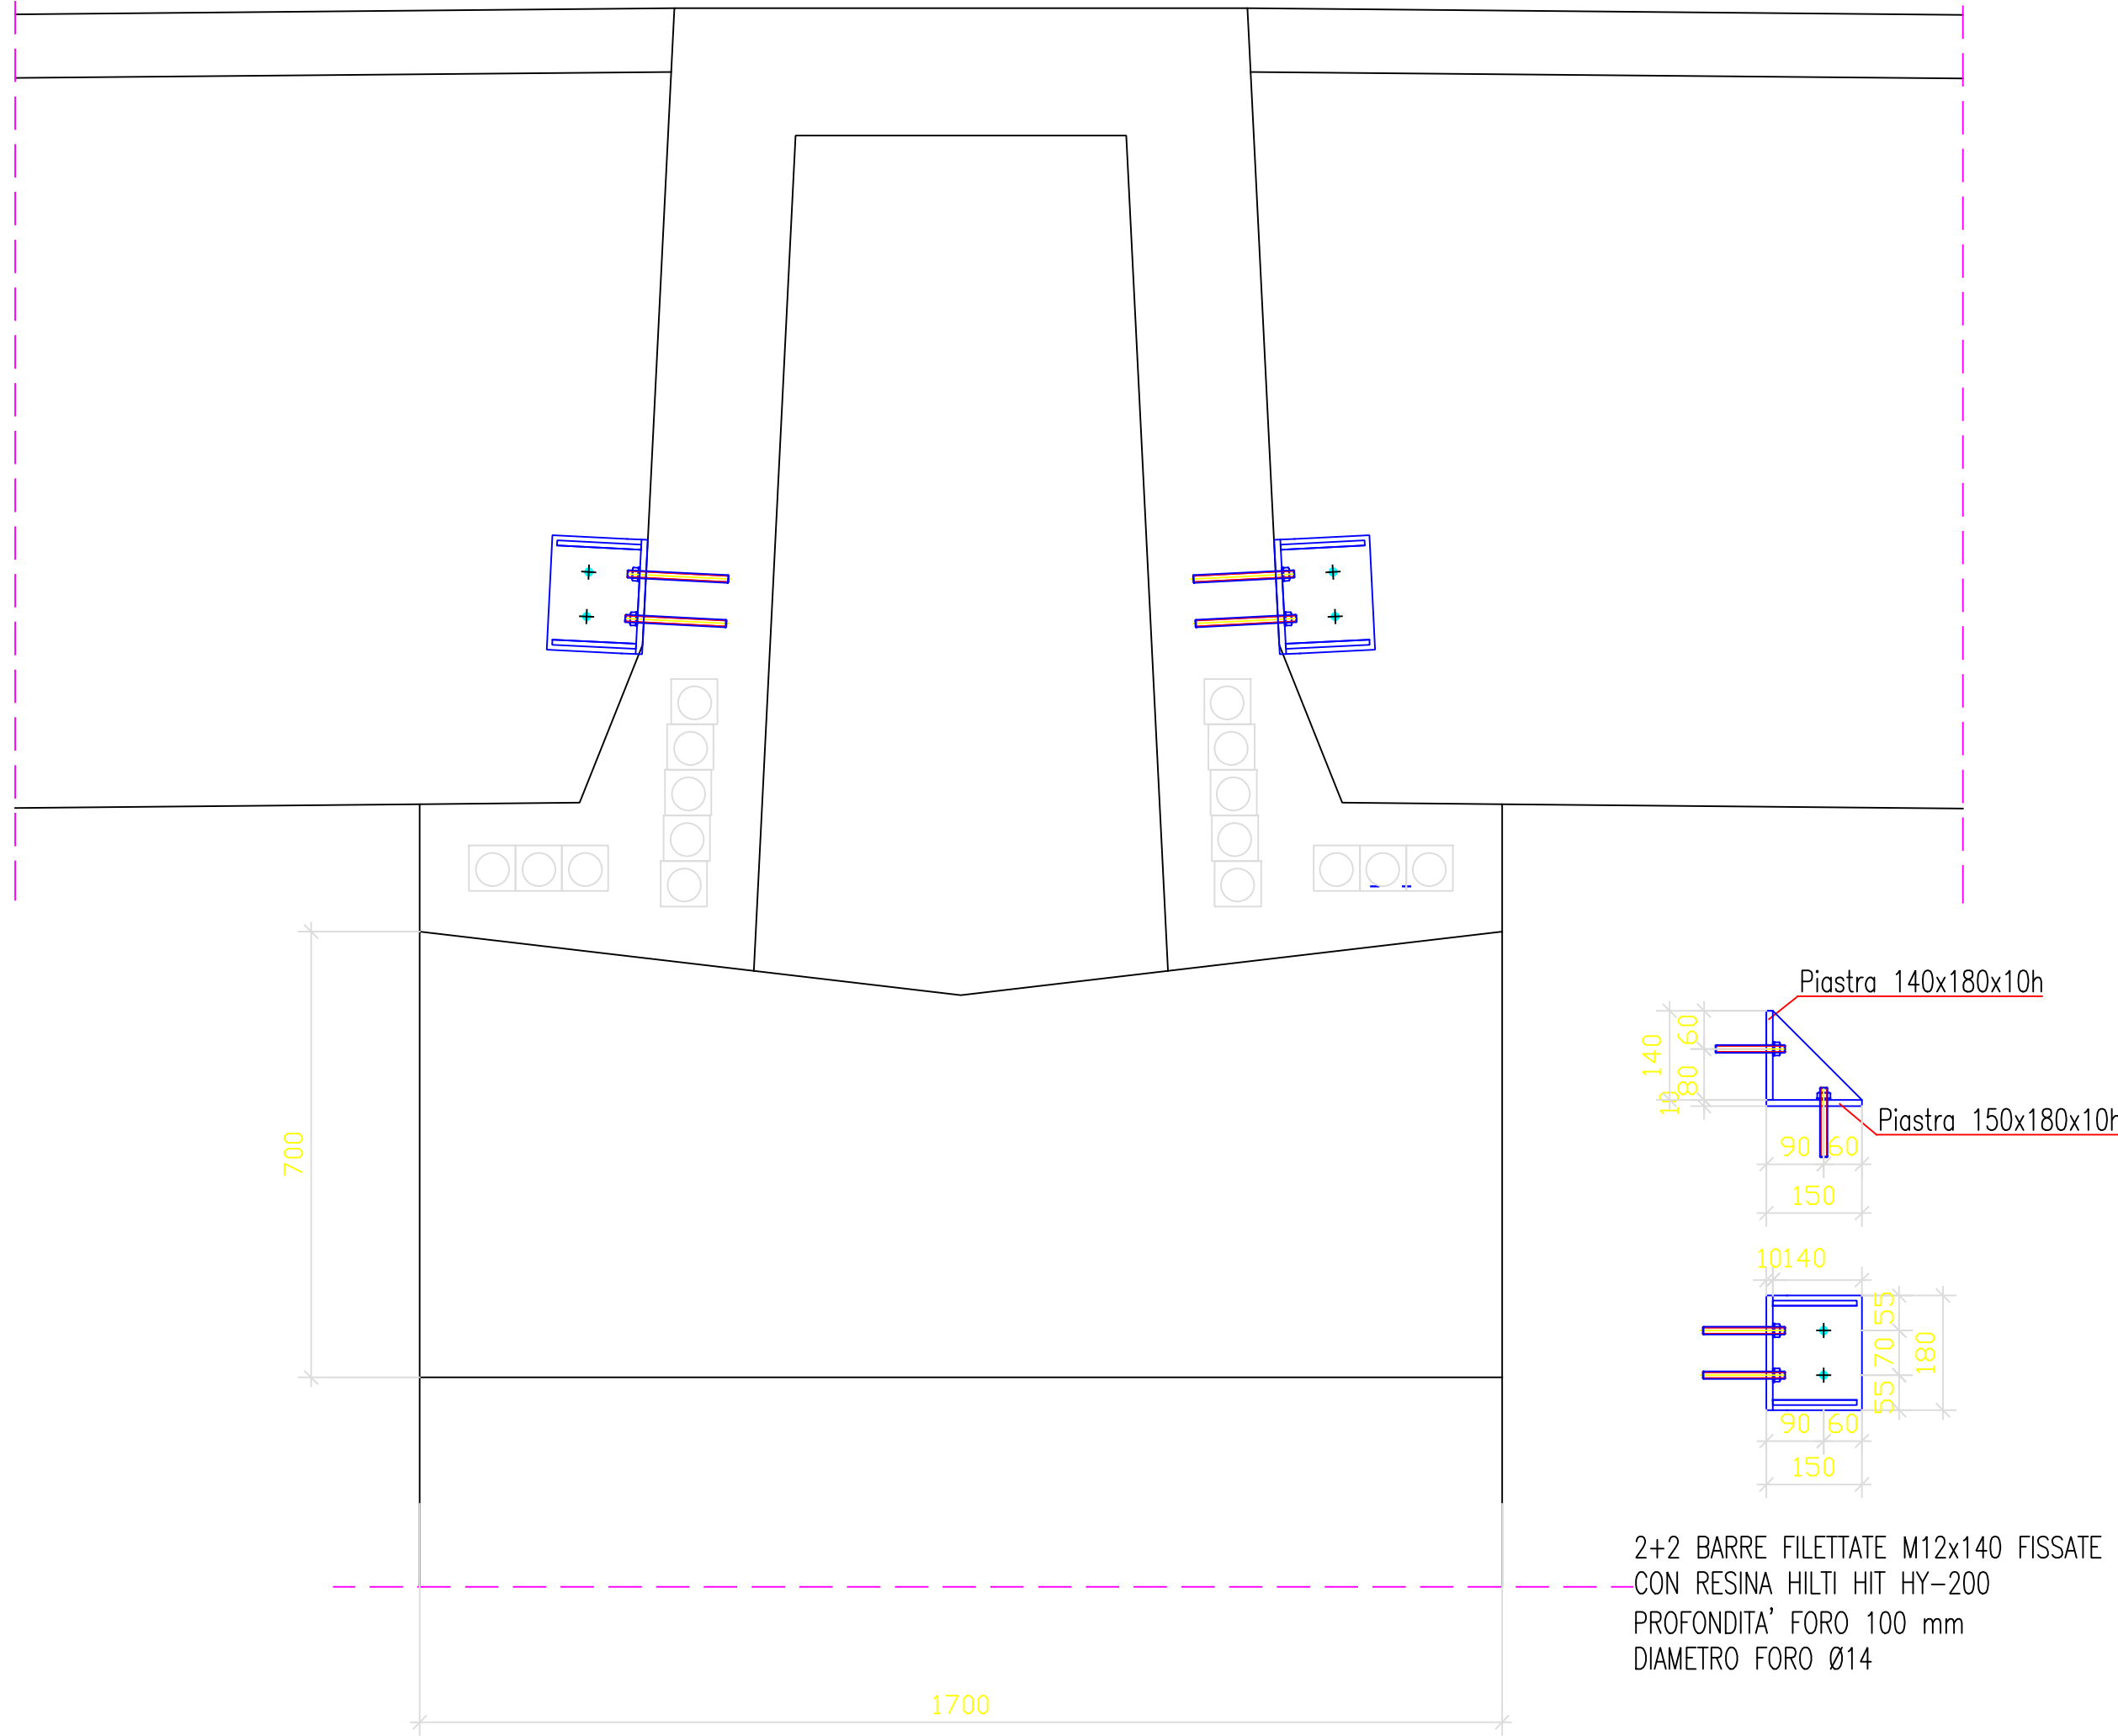 Piastra 140x180x10h
60
140
80
10
Piastra 150x180x10h
700
90 60
150
10 140
55
70
180
55
90 60
150
2+2 BARRE FILETTATE M12x140 FISSATE
CON RESINA HILTI HIT HY-200
PROFONDITA' FORO 100 mm
DIAMETRO FORO Ø14
1700